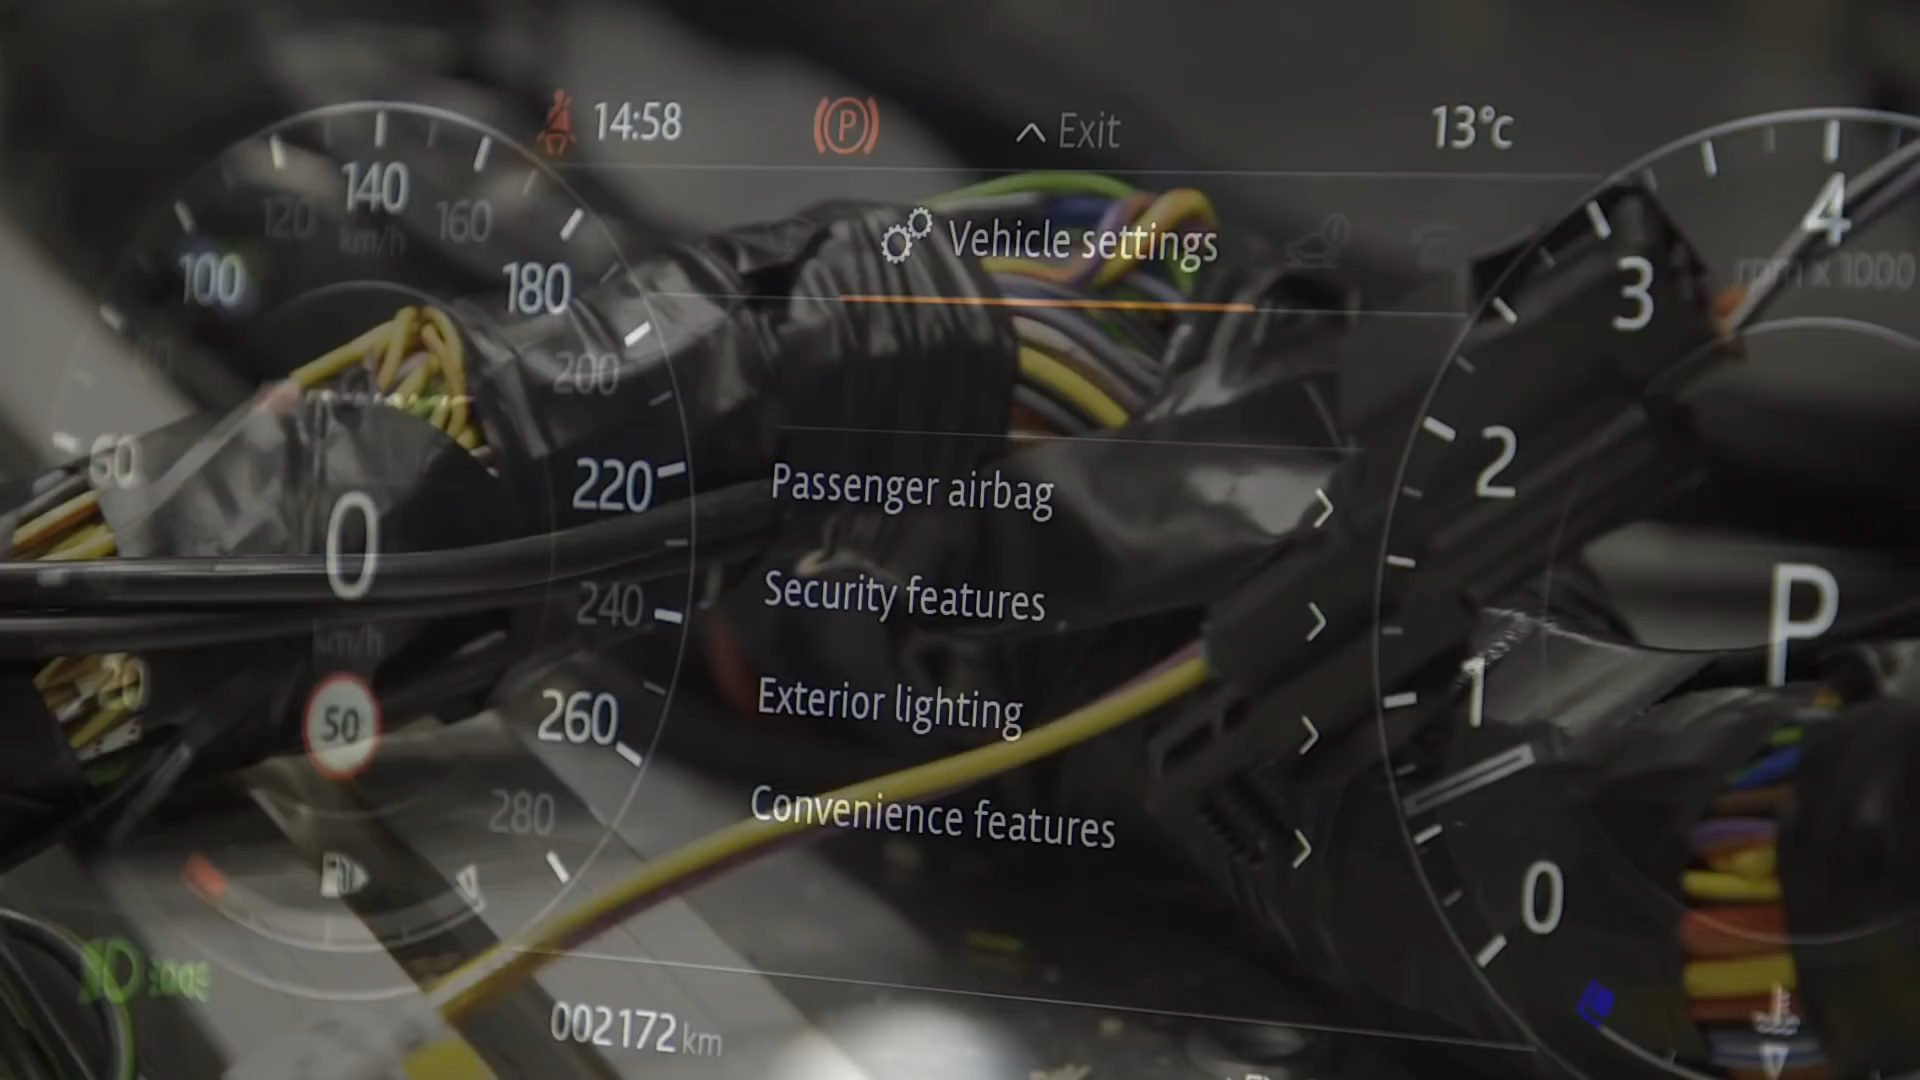 14:58
P
Exit
13°c
Vehicle settings
100
120
140
km/h
160
180
200
220
240
260
280
60
0
km/h
50
Passenger airbag
Security features
Exterior lighting
Convenience features
4
rpm x 1000
3
2
1
0
P
002172 km